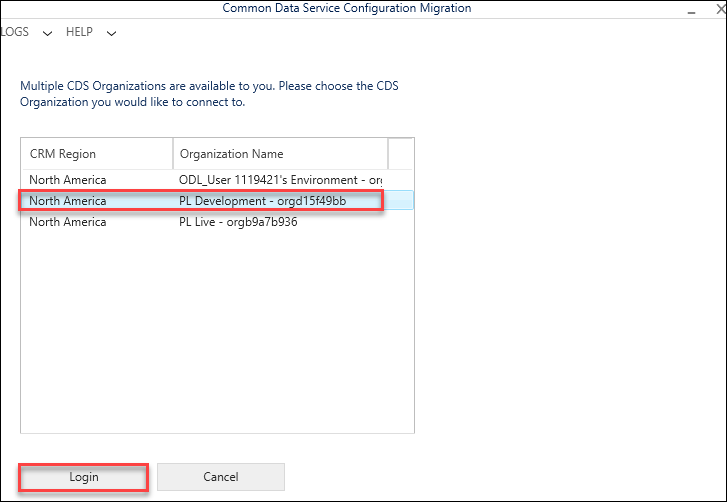 Common Data Service Configuration Migration
LOGS HELP
Multiple CDS Organizations are available to you. Please choose the CDS
Organization you would like to connect to.
CRM Region Organization Name
North America ODL_User 1119421's Environment - org
North America PL Development - orgd15f49bb
North America PL Live - orgb9a7b936
Login Cancel